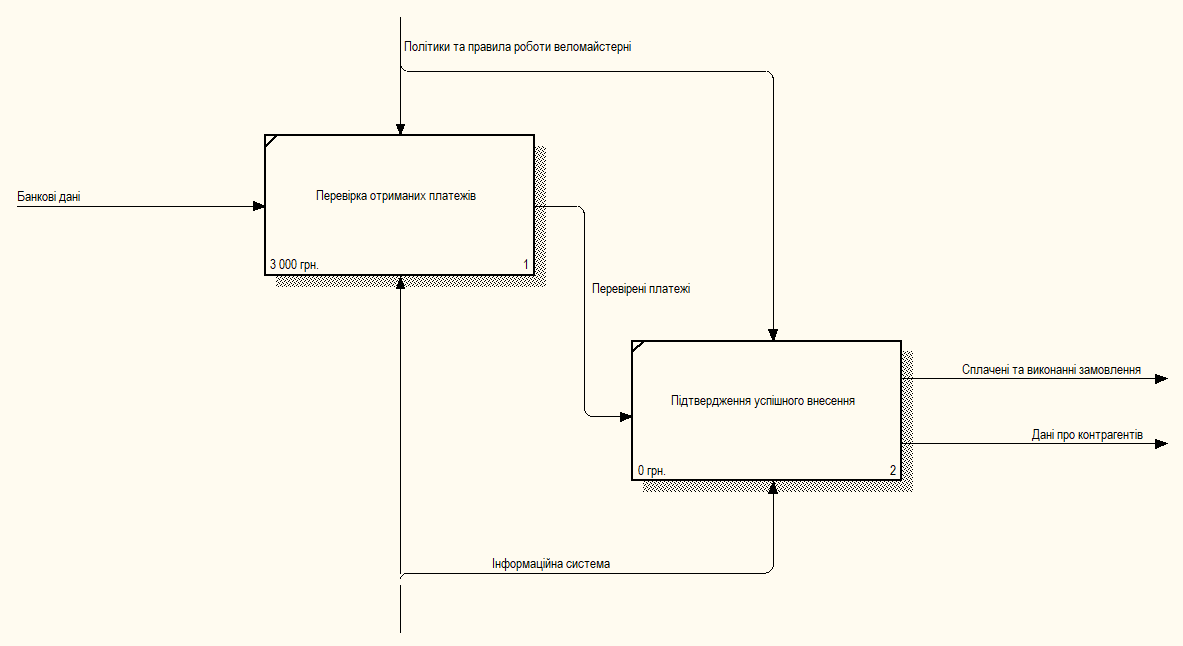 Політики та правила роботи веломайстерні
Банкові дані
Перевірка отриманих платежів
3 000 грн.
1
Перевірені платежі
Сплачені та виконанні замовлення
Підтвердження успішного внесення
Дані про контрагентів
0 грн.
2
Інформаційна система